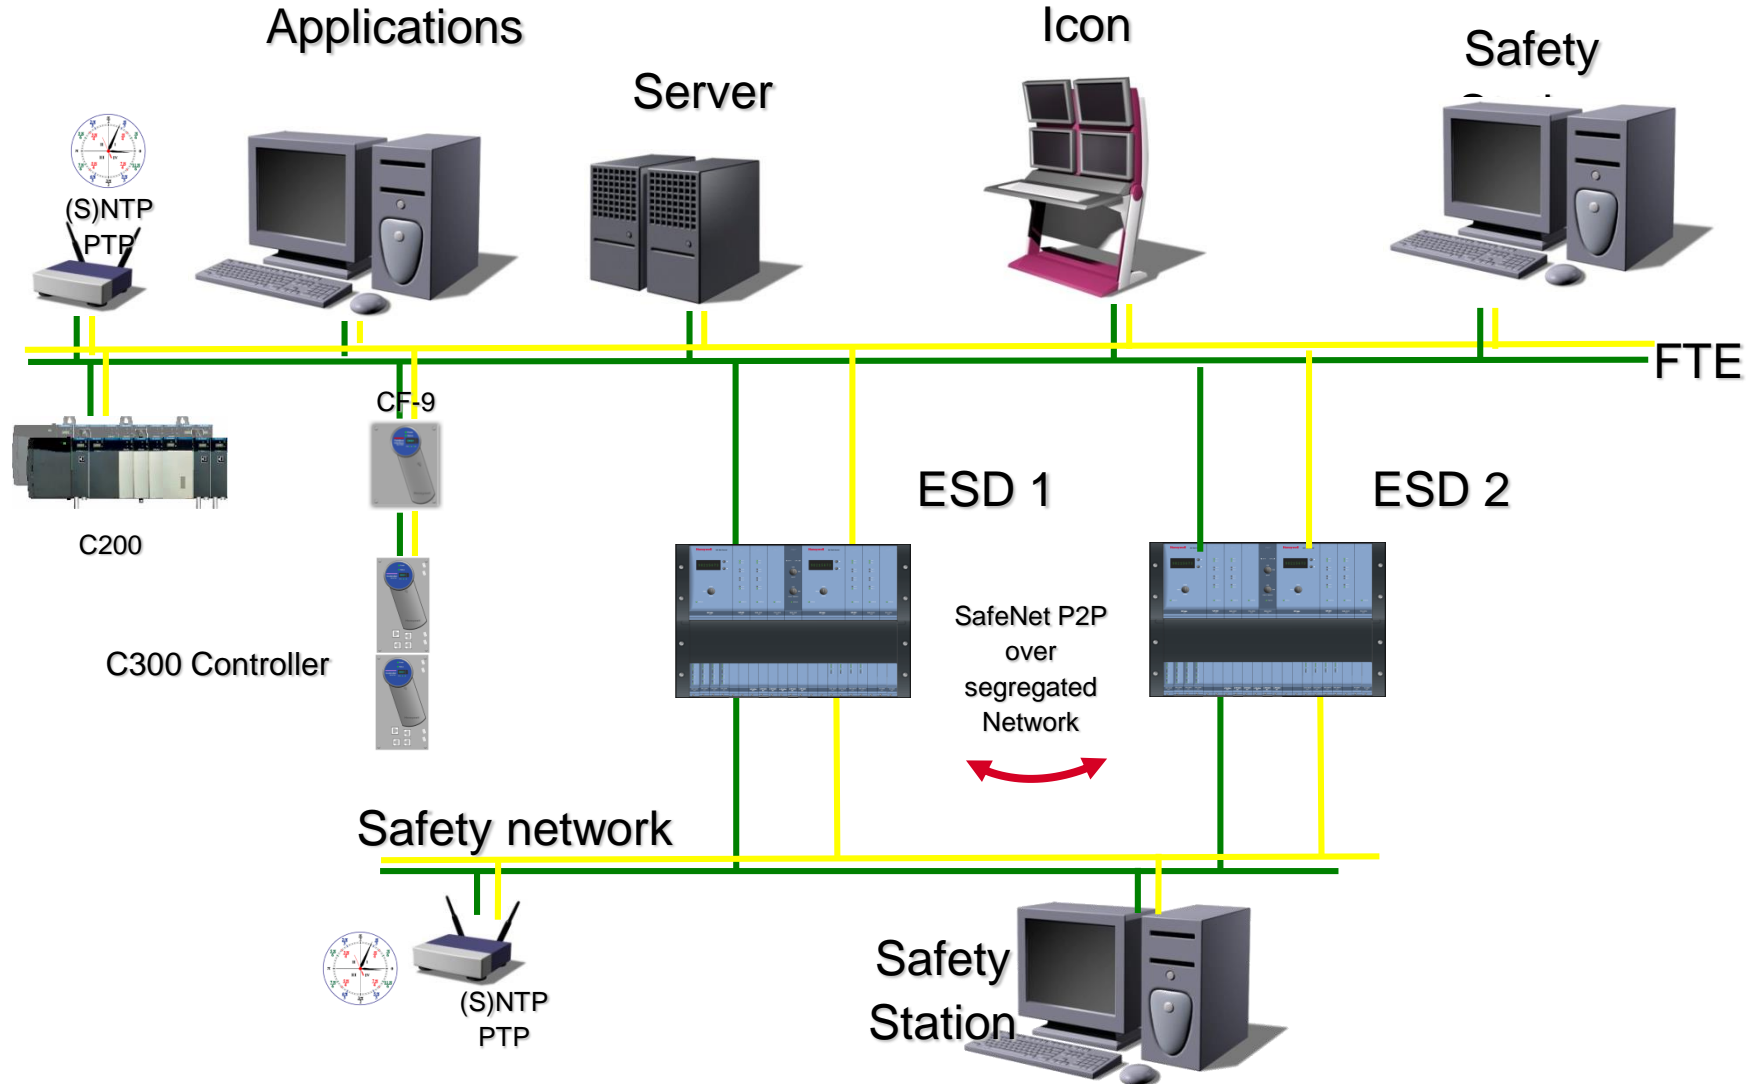 Applications
Icon
Safety
Server
(S)NTP
PTP
FTE
CF-9
ESD 1
ESD 2
C200
SafeNet P2P
over
segregated
Network
C300 Controller
Safety network
Safety
Station
(S)NTP
PTP